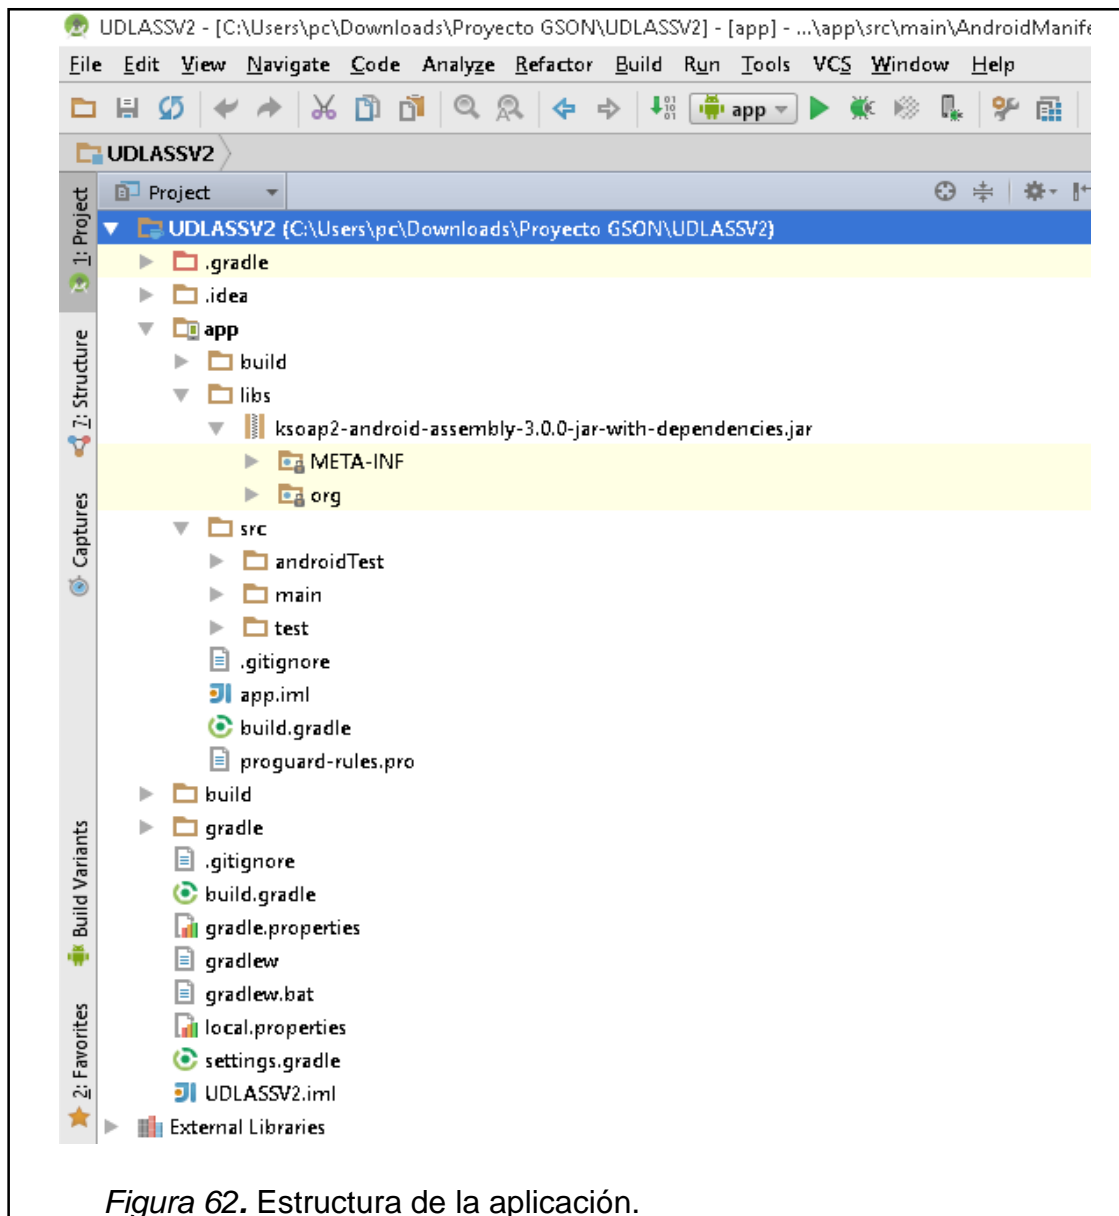 UDLASSV2 - [C:\Users\pc\Downloads\Proyecto GSON\UDLASSV2] - [app] - ...\app\src\main\AndroidManife
File Edit View Navigate Code Analyze Refactor Build Run Tools VCS Window Help
app
UDLASSV2
Project
1: Project
7: Structure
Captures
Build Variants
2: Favorites
UDLASSV2 (C:\Users\pc\Downloads\Proyecto GSON\UDLASSV2)
.gradle
.idea
app
build
libs
ksoap2-android-assembly-3.0.0-jar-with-dependencies.jar
META-INF
org
src
androidTest
main
test
.gitignore
app.iml
build.gradle
proguard-rules.pro
build
gradle
.gitignore
build.gradle
gradle.properties
gradlew
gradlew.bat
local.properties
settings.gradle
UDLASSV2.iml
External Libraries
Figura 62. Estructura de la aplicación.